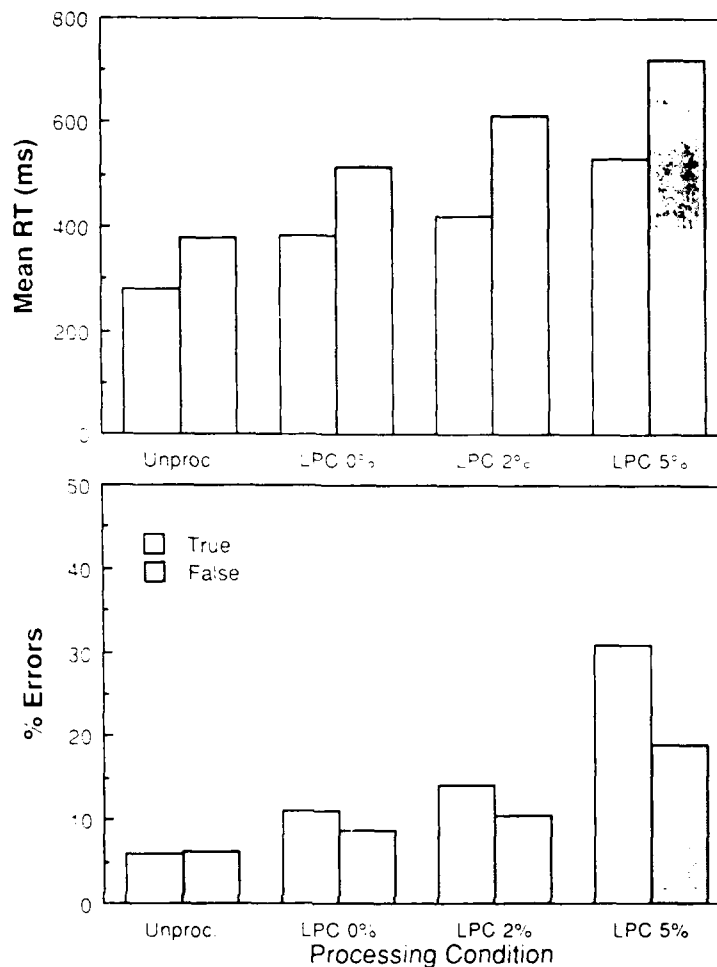 800
600
400
200
0
Mean RT (ms)
Unproc
LPC 0%
LPC 2%
LPC 5%
50
40
30
20
10
0
% Errors
True
False
Unproc.
LPC 0%
LPC 2%
LPC 5%
Processing Condition